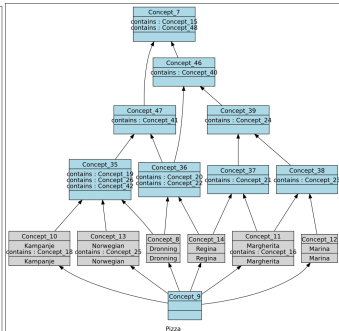 Concept_7
contains : Concept_15
contains : Concept_48
Concept_46
contains : Concept_40
Concept_47
contains : Concept_41
Concept_39
contains : Concept_24
Concept_35
contains : Concept_19
contains : Concept_26
contains : Concept_42
Concept_36
contains : Concept_20
contains : Concept_22
Concept_37
contains : Concept_21
Concept_38
contains : Concept_23
Concept_10
Kampanje
contains : Concept_18
Kampanje
Concept_13
Norwegian
contains : Concept_25
Norwegian
Concept_8
Dronning
Dronning
Concept_14
Regina
Regina
Concept_11
Margherita
contains : Concept_16
Margherita
Concept_12
Marina
Marina
Concept_9
Pizza